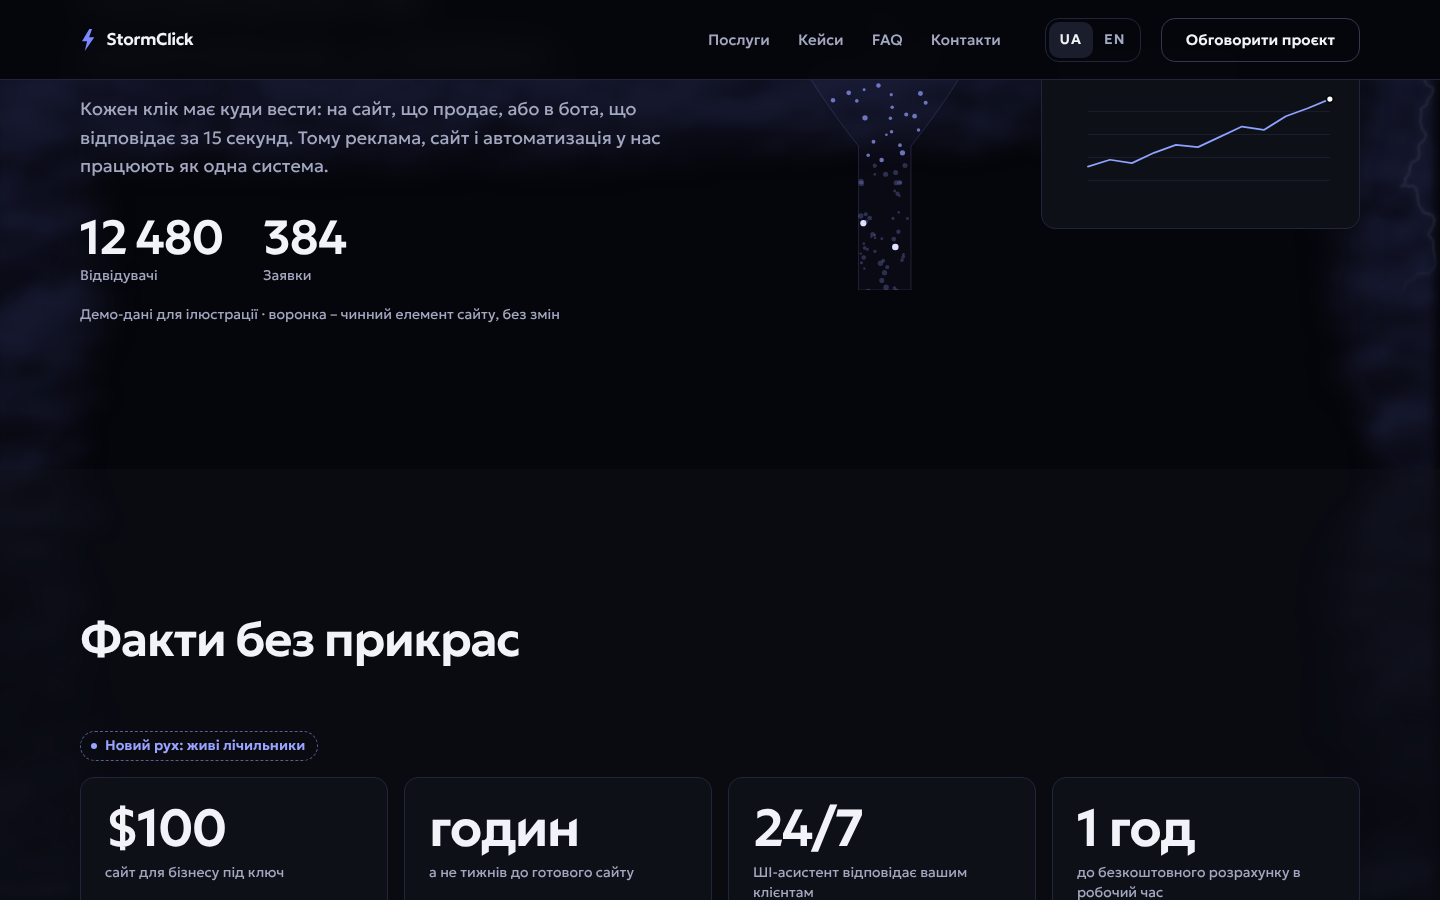 StormClick
Послуги
Кейси
FAQ
Контакти
UA
EN
Обговорити проєкт
Кожен клік має куди вести: на сайт, що продає, або в бота, що
відповідає за 15 секунд. Тому реклама, сайт і автоматизація у нас
працюють як одна система.
12 480
Відвідувачі
384
Заявки
Демо-дані для ілюстрації · воронка – чинний елемент сайту, без змін
Факти без прикрас
Новий рух: живі лічильники
$100
сайт для бізнесу під ключ
годин
а не тижнів до готового сайту
24/7
ШІ-асистент відповідає вашим
клієнтам
1 год
до безкоштовного розрахунку в
робочий час